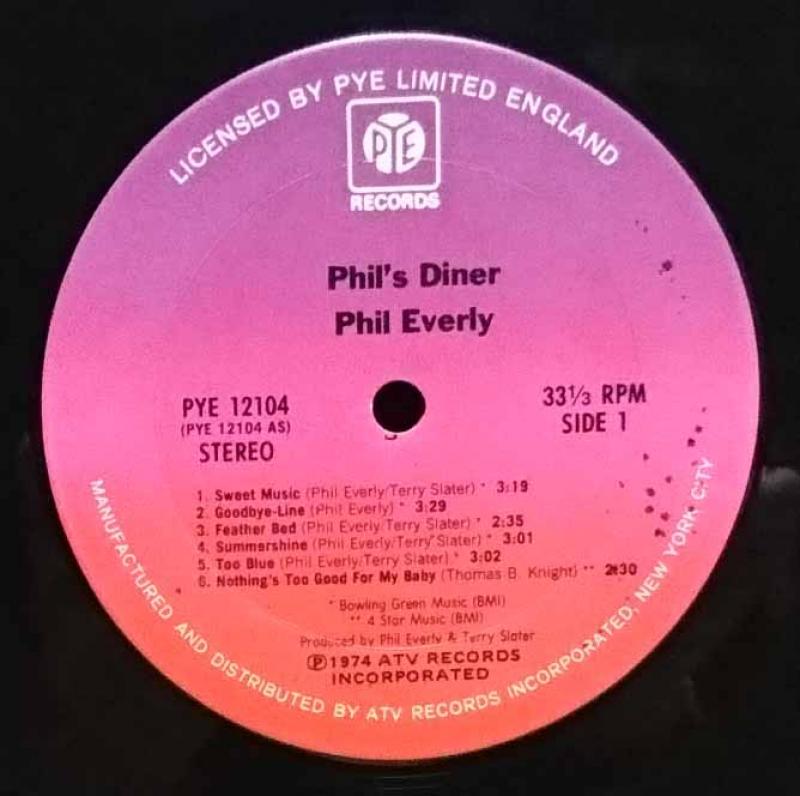 LICENSED BY PYE LIMITED ENGLAND
PYE
RECORDS
Phil's Diner
Phil Everly
PYE 12104
(PYE 12104 AS)
STEREO
33⅓ RPM
SIDE 1
1. Sweet Music (Phil Everly/Terry Slater) * 3:19
2. Goodbye-Line (Phil Everly) * 3:29
3. Feather Bed (Phil Everly/Terry Slater) * 2:35
4. Summershine (Phil Everly/Terry Slater) * 3:01
5. Too Blue (Phil Everly/Terry Slater) * 3:02
6. Nothing's Too Good For My Baby (Thomas B. Knight) ** 2:30
* Bowling Green Music (BMI)
** 4 Star Music (BMI)
Produced by Phil Everly & Terry Slater
Ⓟ1974 ATV RECORDS
INCORPORATED
MANUFACTURED AND DISTRIBUTED BY ATV RECORDS INCORPORATED, NEW YORK CITY